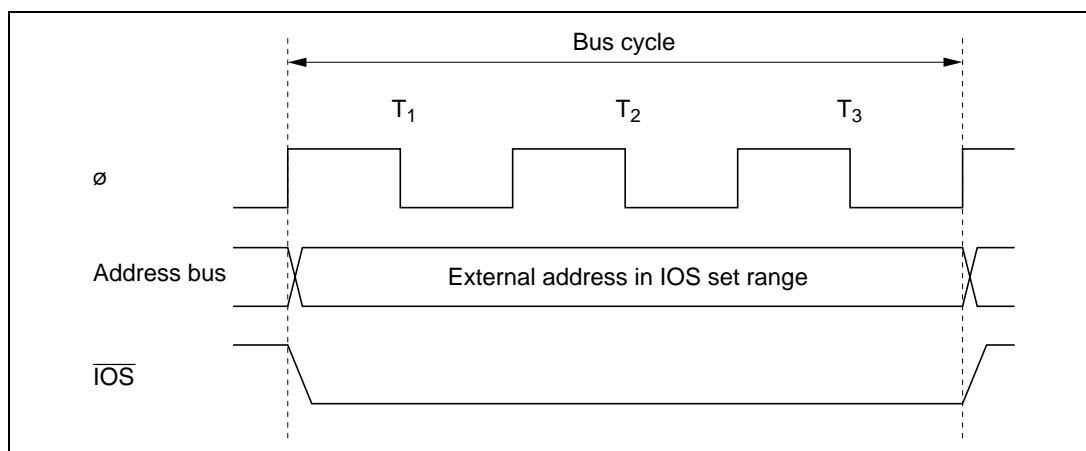 Bus cycle
T1 T2 T3
ø
Address bus External address in IOS set range
IOS